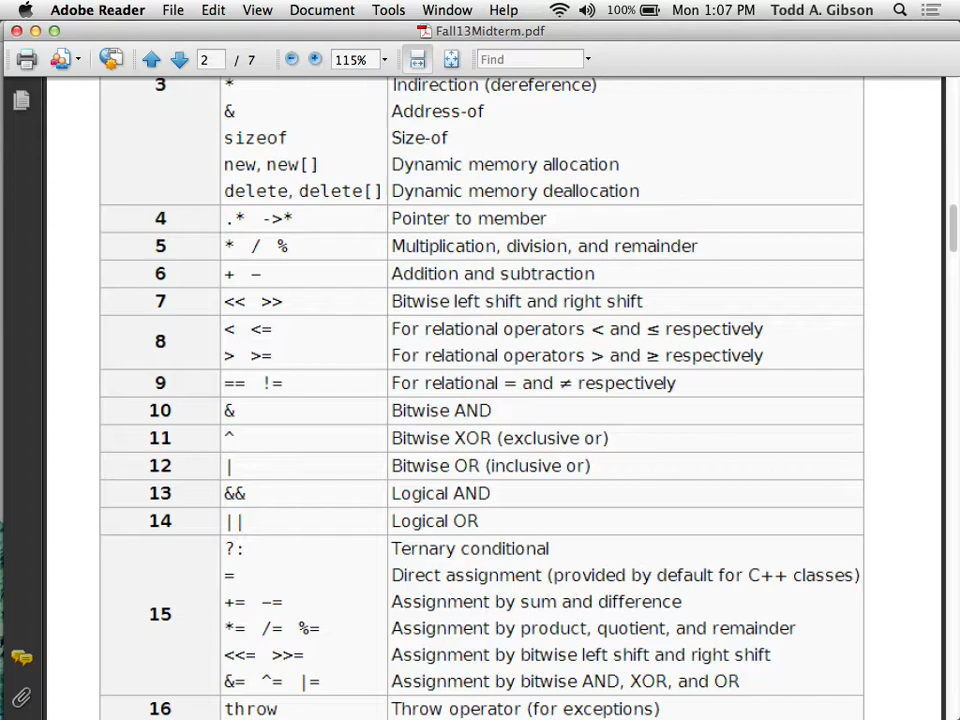 Adobe Reader File Edit View Document Tools Window Help 100% Mon 1:07 PM Todd A. Gibson
Fall13Midterm.pdf
2 / 7 115% Find
3 * Indirection (dereference)
& Address-of
sizeof Size-of
new, new[] Dynamic memory allocation
delete, delete[] Dynamic memory deallocation
4 .* ->* Pointer to member
5 * / % Multiplication, division, and remainder
6 + − Addition and subtraction
7 << >> Bitwise left shift and right shift
8 < <= For relational operators < and ≤ respectively
> >= For relational operators > and ≥ respectively
9 == != For relational = and ≠ respectively
10 & Bitwise AND
11 ^ Bitwise XOR (exclusive or)
12 | Bitwise OR (inclusive or)
13 && Logical AND
14 || Logical OR
15 ?: Ternary conditional
= Direct assignment (provided by default for C++ classes)
+= −= Assignment by sum and difference
*= /= %= Assignment by product, quotient, and remainder
<<= >>= Assignment by bitwise left shift and right shift
&= ^= |= Assignment by bitwise AND, XOR, and OR
16 throw Throw operator (for exceptions)